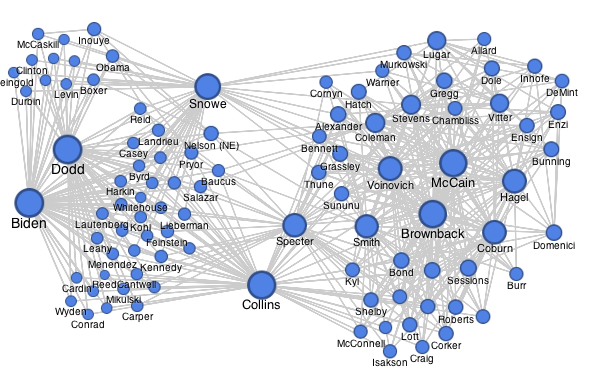 McCaskill
Inouye
Clinton
Obama
eingold
Levin
Boxer
Durbin
Snowe
Reid
Landrieu
Nelson (NE)
Casey
Pryor
Dodd
Byrd
Baucus
Harkin
Salazar
Biden
Whitehouse
Lautenberg
Kohl
Lieberman
Feinstein
Leahy
Menendez
Kennedy
Cardin
Reed
Cantwell
Mikulski
Wyden
Carper
Conrad
Collins
Specter
Lugar
Allard
Murkowski
Warner
Dole
Inhofe
Cornyn
Gregg
DeMint
Hatch
Stevens
Chambliss
Vitter
Enzi
Alexander
Coleman
Ensign
Bennett
Bunning
Grassley
Thune
Voinovich
McCain
Hagel
Sununu
Smith
Brownback
Coburn
Domenici
Kyl
Bond
Sessions
Burr
Shelby
Roberts
McConnell
Lott
Corker
Isakson
Craig